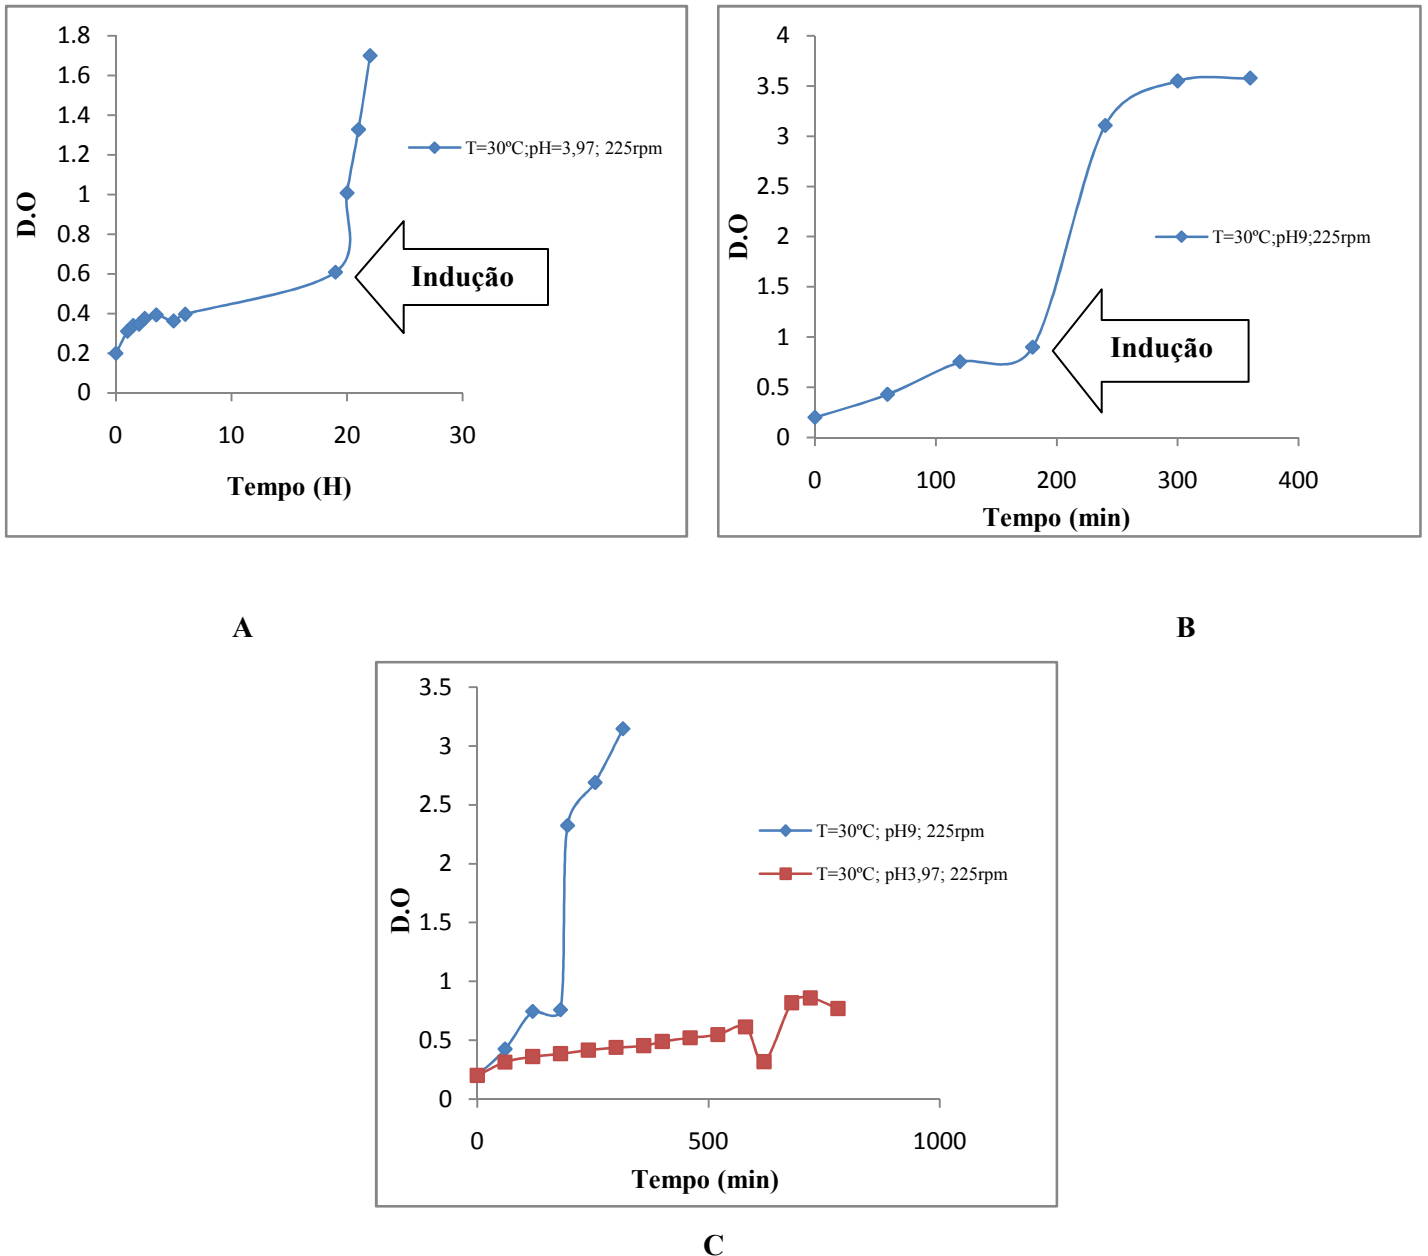 1.8
1.6
1.4
1.2
1
0.8
0.6
0.4
0.2
0
D.O
0
10
20
30
Tempo (H)
T=30ºC;pH=3,97; 225rpm
Indução
A
4
3.5
3
2.5
2
1.5
1
0.5
0
D.O
0
100
200
300
400
Tempo (min)
T=30ºC;pH9;225rpm
Indução
B
3.5
3
2.5
2
1.5
1
0.5
0
D.O
0
500
1000
Tempo (min)
T=30ºC; pH9; 225rpm
T=30ºC; pH3,97; 225rpm
C